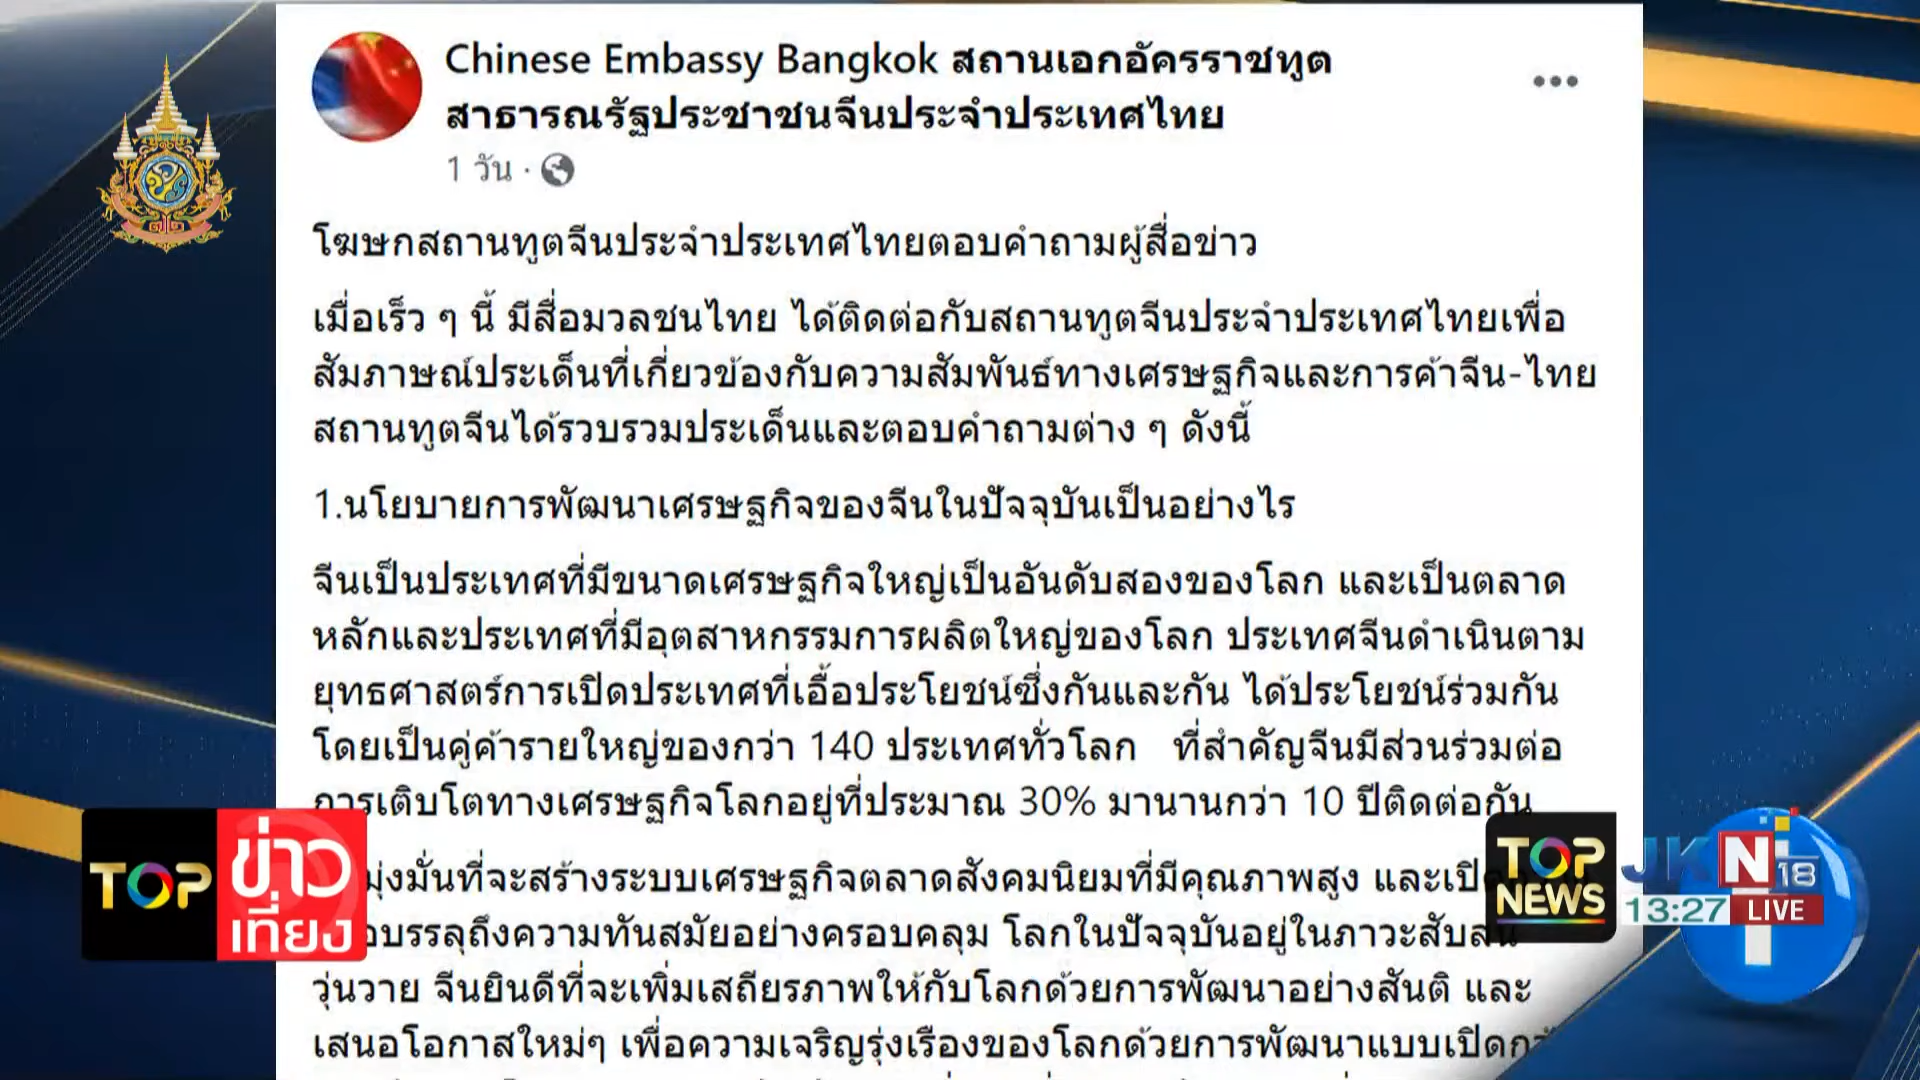 Chinese Embassy Bangkok สถานเอกอัครราชทูต
สาธารณรัฐประชาชนจีนประจำประเทศไทย
1 วัน ·
โฆษกสถานทูตจีนประจำประเทศไทยตอบคำถามผู้สื่อข่าว
เมื่อเร็ว ๆ นี้ มีสื่อมวลชนไทย ได้ติดต่อกับสถานทูตจีนประจำประเทศไทยเพื่อ
สัมภาษณ์ประเด็นที่เกี่ยวข้องกับความสัมพันธ์ทางเศรษฐกิจและการค้าจีน-ไทย
สถานทูตจีนได้รวบรวมประเด็นและตอบคำถามต่าง ๆ ดังนี้
1.นโยบายการพัฒนาเศรษฐกิจของจีนในปัจจุบันเป็นอย่างไร
จีนเป็นประเทศที่มีขนาดเศรษฐกิจใหญ่เป็นอันดับสองของโลก และเป็นตลาด
หลักและประเทศที่มีอุตสาหกรรมการผลิตใหญ่ของโลก ประเทศจีนดำเนินตาม
ยุทธศาสตร์การเปิดประเทศที่เอื้อประโยชน์ซึ่งกันและกัน ได้ประโยชน์ร่วมกัน
โดยเป็นคู่ค้ารายใหญ่ของกว่า 140 ประเทศทั่วโลก ที่สำคัญจีนมีส่วนร่วมต่อ
การเติบโตทางเศรษฐกิจโลกอยู่ที่ประมาณ 30% มานานกว่า 10 ปีติดต่อกัน
มุ่งมั่นที่จะสร้างระบบเศรษฐกิจตลาดสังคมนิยมที่มีคุณภาพสูง และ
บรรลุถึงความทันสมัยอย่างครอบคลุม โลกในปัจจุบันอยู่ในภาวะสับสน
วุ่นวาย จีนยินดีที่จะเพิ่มเสถียรภาพให้กับโลกด้วยการพัฒนาอย่างสันติ และ
เสนอโอกาสใหม่ๆ เพื่อความเจริญรุ่งเรืองของโลกด้วยการพัฒนาแบบเปิด
TOP ข่าวเที่ยง
TOP NEWS
JKN 18
13:27 LIVE